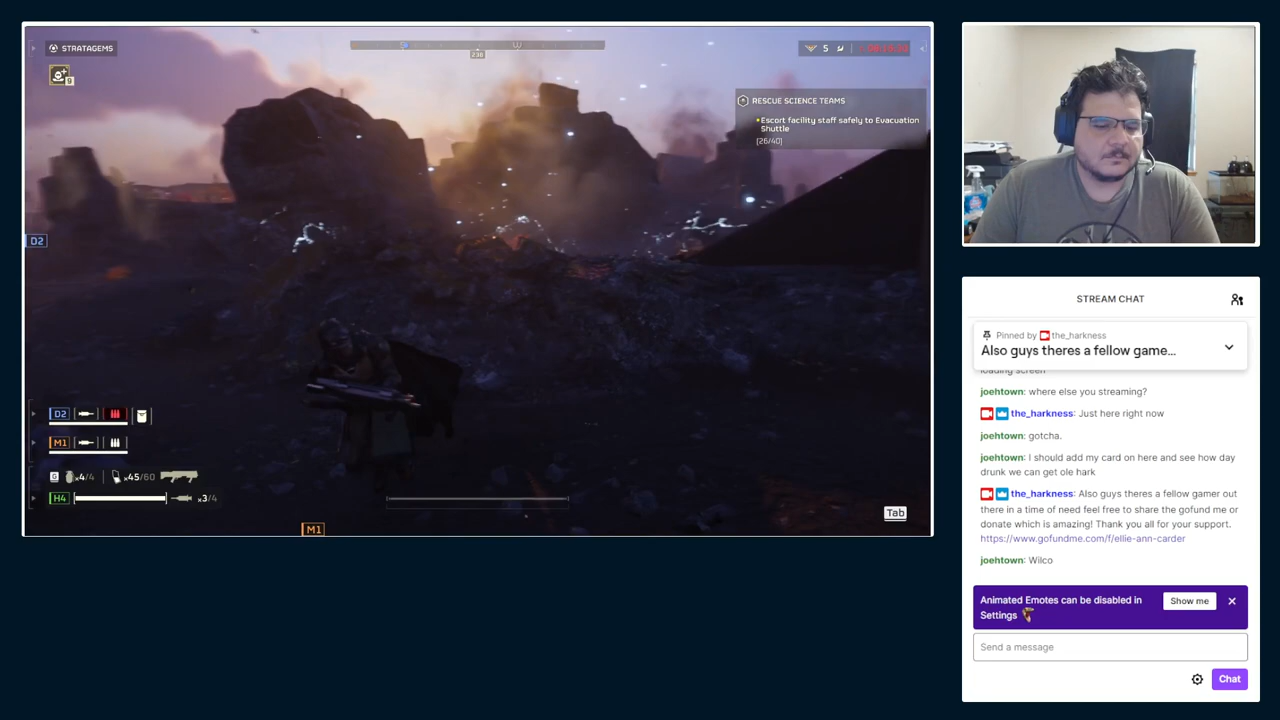 STRATAGEMS
236
5
9
RESCUE SCIENCE TEAMS
Escort facility staff safely to Evacuation
Shuttle
[26/40]
D2
D2
M1
G x4/4 x45/60
H4 x3/4
M1
Tab
STREAM CHAT
Pinned by the_harkness
Also guys theres a fellow game...
loading screen
joehtown: where else you streaming?
the_harkness: Just here right now
joehtown: gotcha.
joehtown: I should add my card on here and see how day
drunk we can get ole hark
the_harkness: Also guys theres a fellow gamer out
there in a time of need feel free to share the gofund me or
donate which is amazing! Thank you all for your support.
https://www.gofundme.com/f/ellie-ann-carder
joehtown: Wilco
Animated Emotes can be disabled in
Settings
Show me
Send a message
Chat